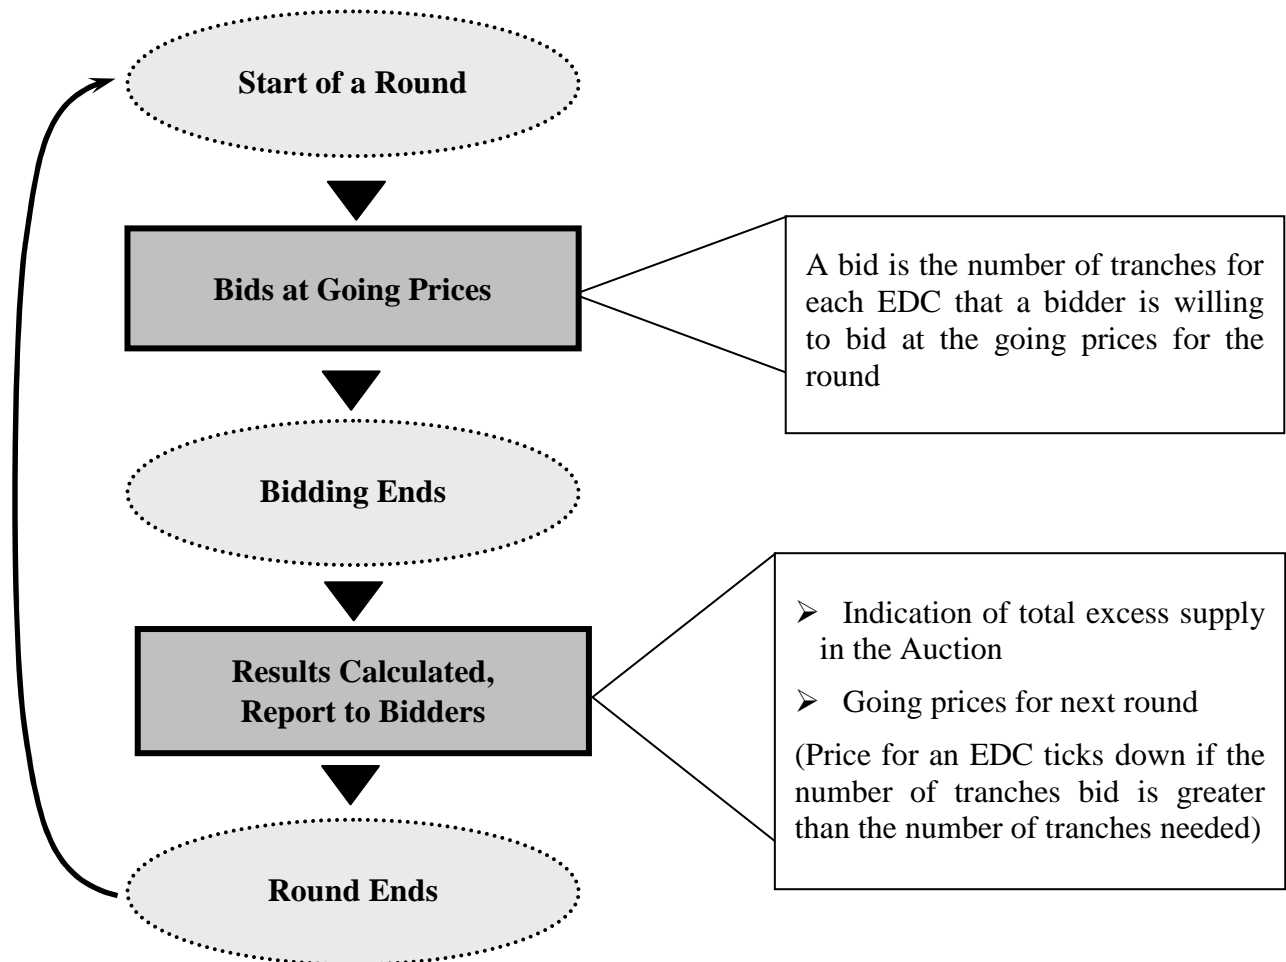 Start of a Round
Bids at Going Prices
A bid is the number of tranches for
each EDC that a bidder is willing
to bid at the going prices for the
round
Bidding Ends
Results Calculated,
Report to Bidders
➢ Indication of total excess supply
in the Auction
➢ Going prices for next round
(Price for an EDC ticks down if the
number of tranches bid is greater
than the number of tranches needed)
Round Ends